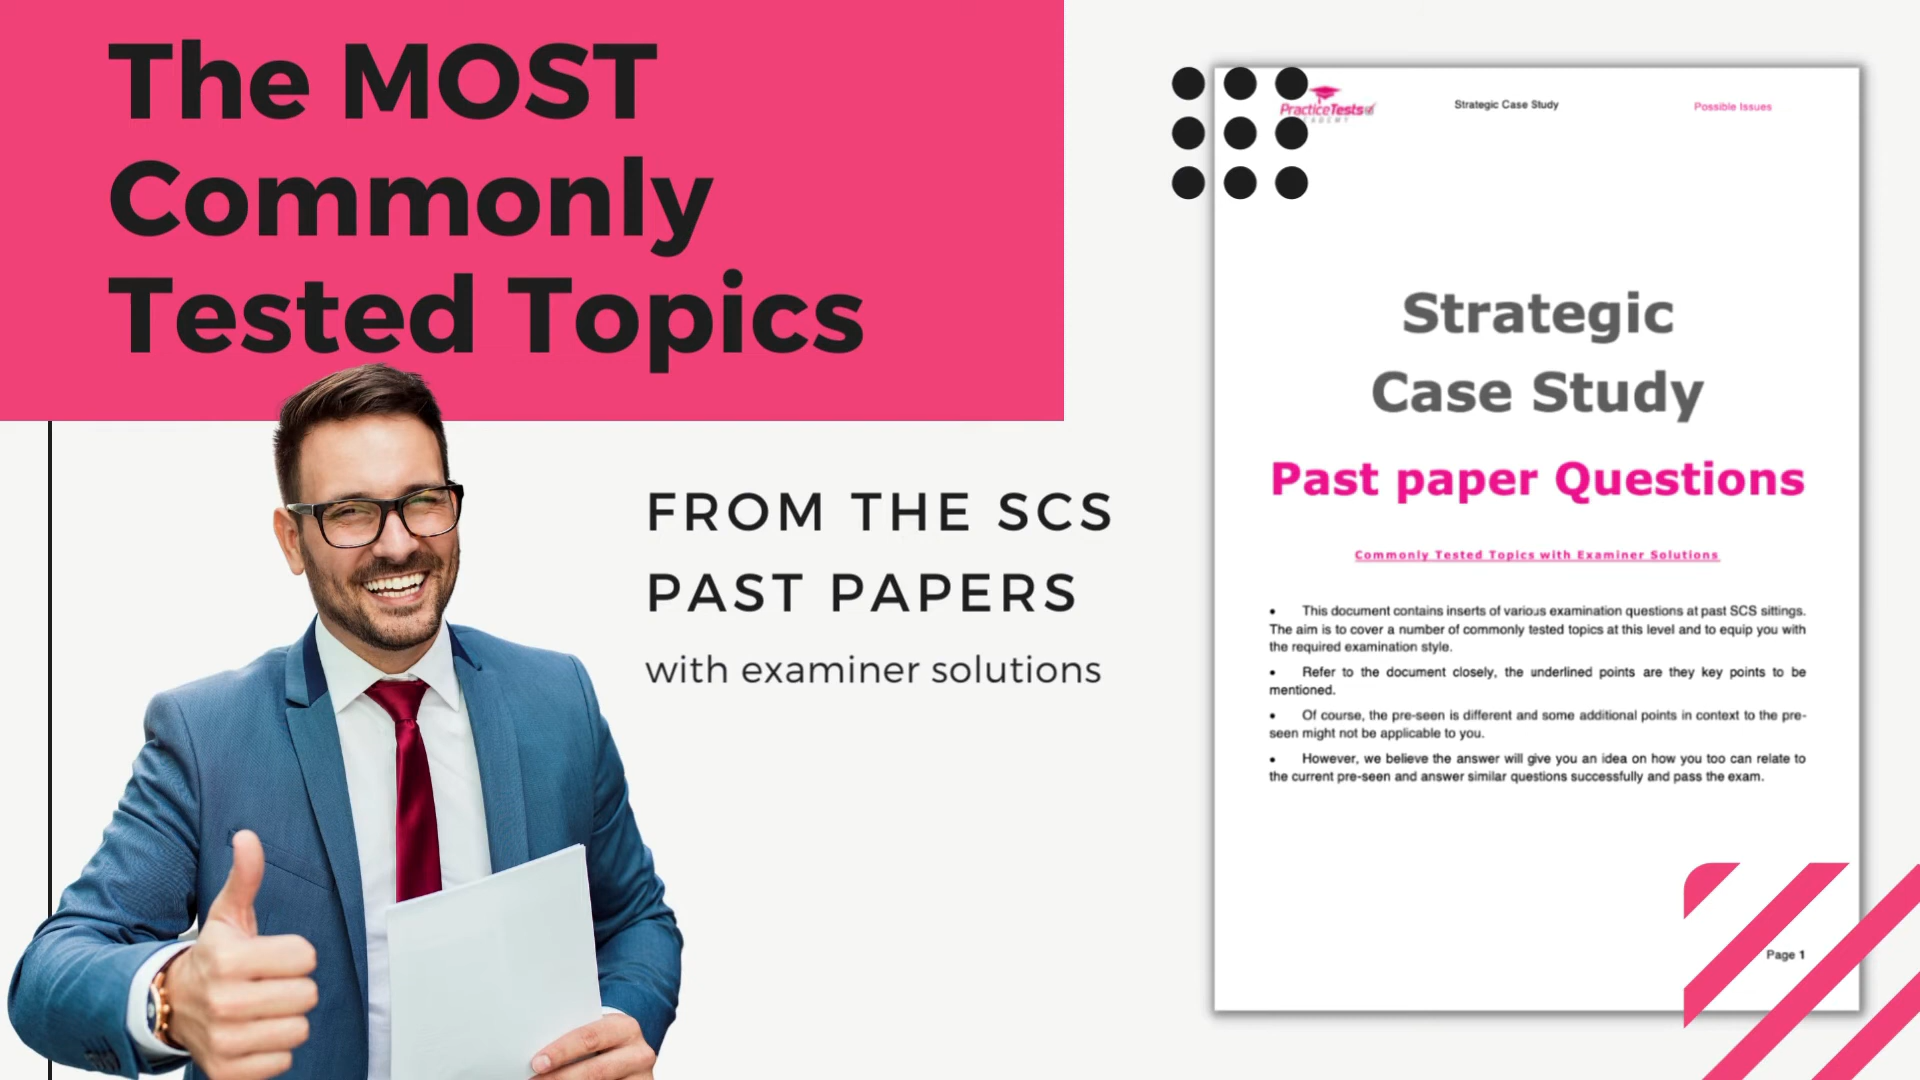 The MOST
Commonly
Tested Topics
FROM THE SCS
PAST PAPERS
with examiner solutions
PracticeTests
Strategic Case Study
Possible Issues
Strategic
Case Study
Past paper Questions
Commonly Tested Topics with Examiner Solutions
• This document contains inserts of various examination questions at past SCS sittings.
The aim is to cover a number of commonly tested topics at this level and to equip you with
the required examination style.
• Refer to the document closely, the underlined points are they key points to be
mentioned.
• Of course, the pre-seen is different and some additional points in context to the pre-
seen might not be applicable to you.
• However, we believe the answer will give you an idea on how you too can relate to
the current pre-seen and answer similar questions successfully and pass the exam.
Page 1